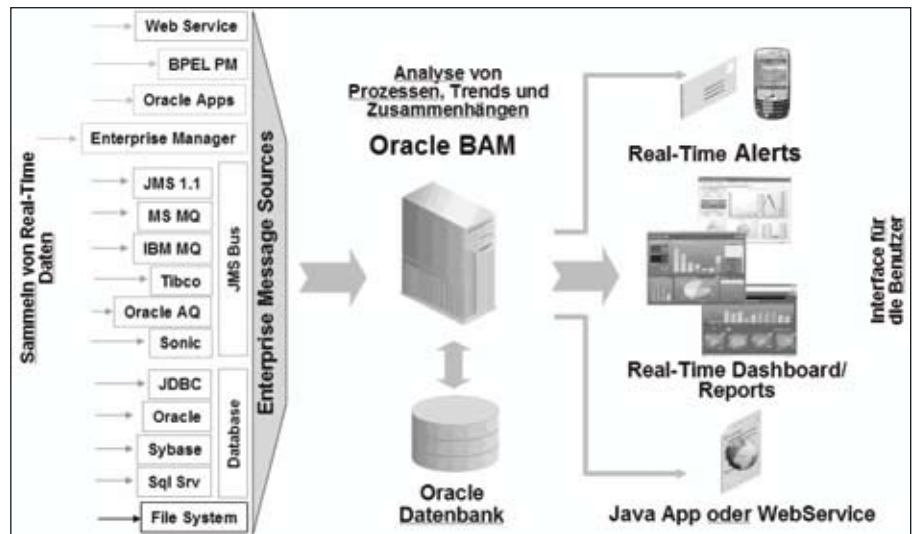 Sammeln von Real-Time
Daten
Web Service
BPEL PM
Oracle Apps
Enterprise Manager
JMS 1.1
MS MQ
IBM MQ
Tibco
Oracle AQ
Sonic
JMS Bus
JDBC
Oracle
Sybase
Sql Srv
Database
File System
Enterprise Message Sources
Analyse von
Prozessen, Trends und
Zusammenhängen
Oracle BAM
Oracle
Datenbank
Real-Time Alerts
Real-Time Dashboard/
Reports
Java App oder WebService
Interface für
die Benutzer